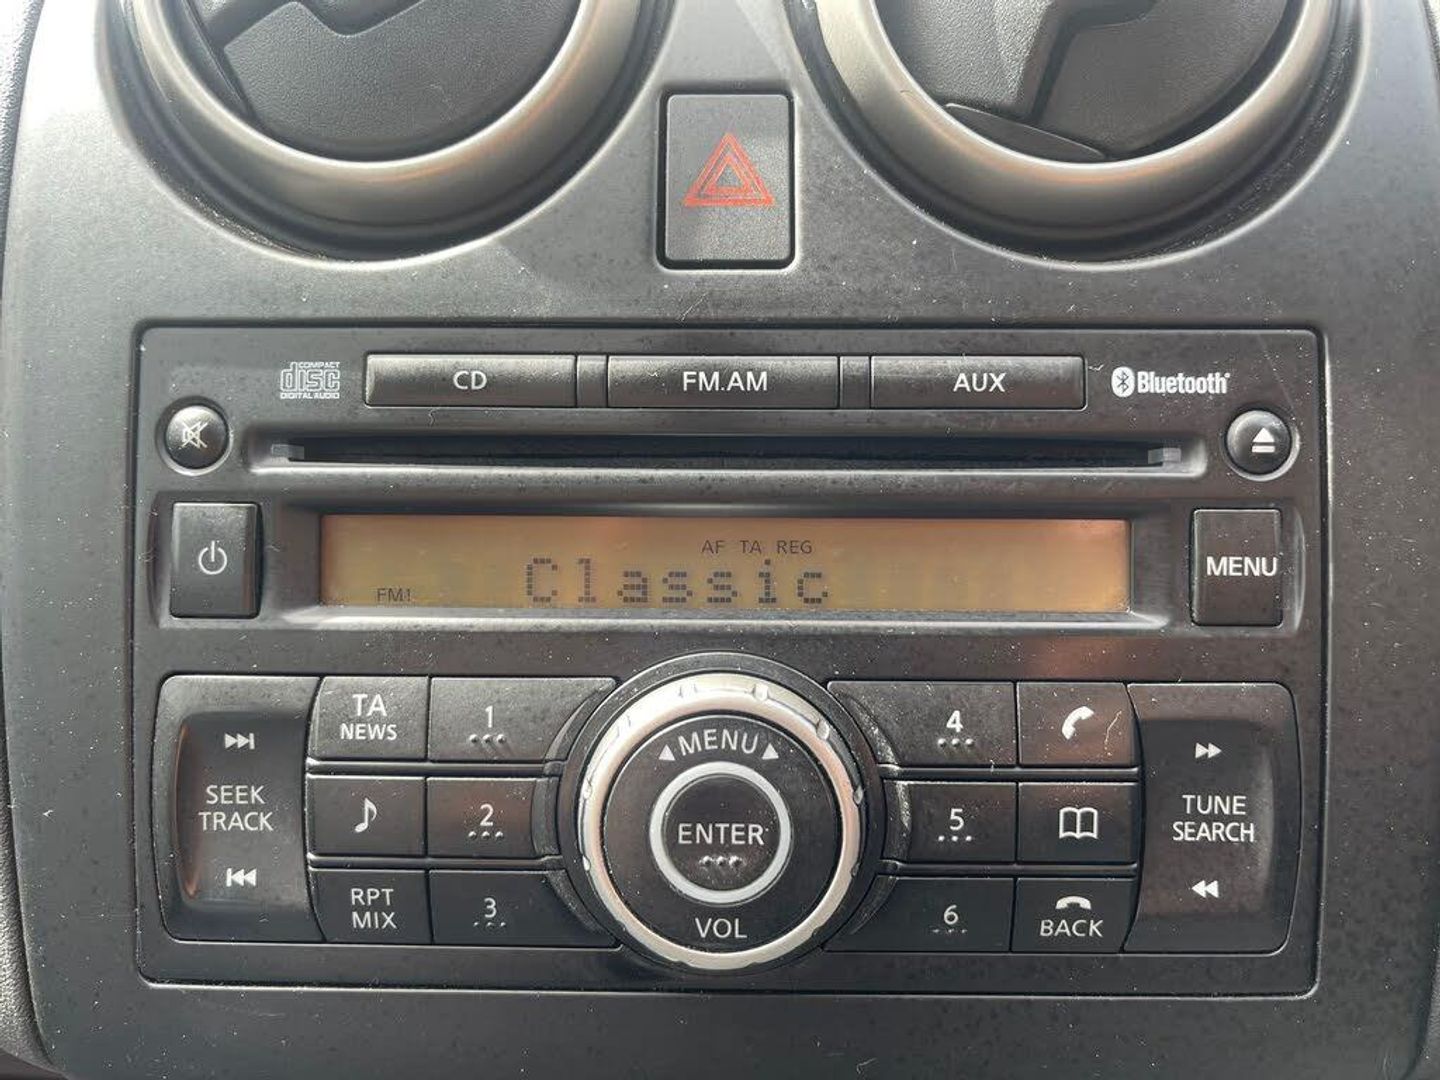 COMPACT
disc
DIGITAL AUDIO
CD
FM.AM
AUX
Bluetooth
AF TA REG
FM1
Classic
MENU
TA
NEWS
1
4
MENU
SEEK
TRACK
2
ENTER
5
TUNE
SEARCH
RPT
MIX
3
VOL
6
BACK